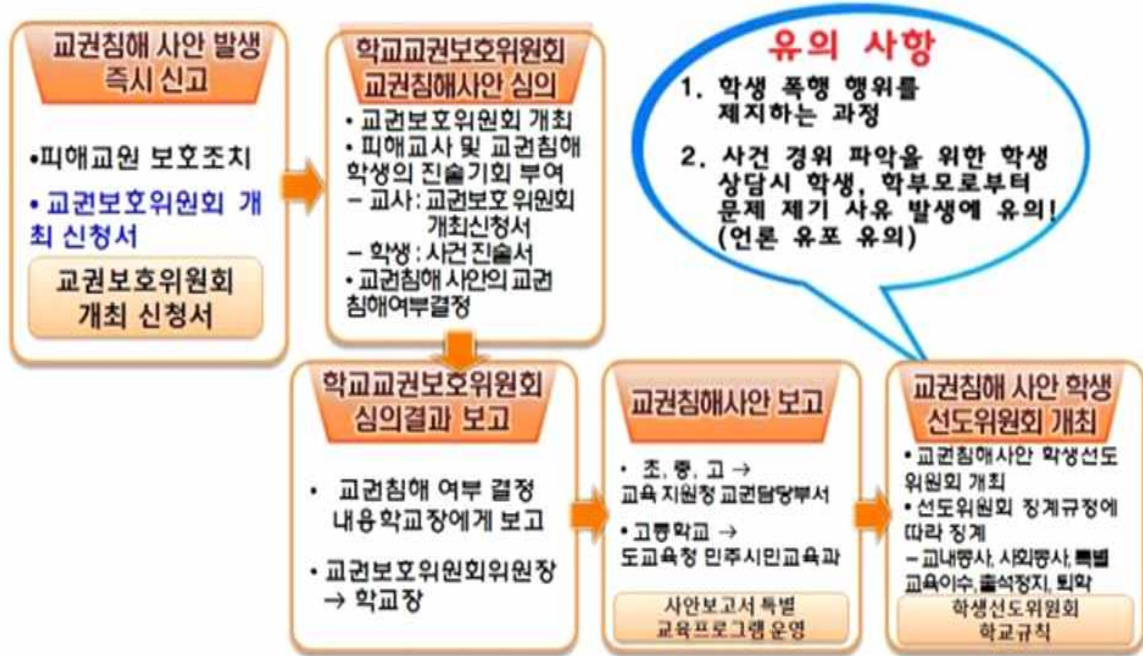 교권침해 사안 발생
즉시 신고
•피해교원 보호조치
• 교권보호위원회 개
최 신청서
교권보호위원회
개최 신청서
학교교권보호위원회
교권침해사안 심의
• 교권보호위원회 개최
• 피해교사 및 교권침해
학생의 진술기회 부여
– 교사 : 교권보호 위원회
개최신청서
– 학생 : 사건 진술서
• 교권침해 사안의 교권
침해여부결정
유의 사항
1. 학생 폭행 행위를
제지하는 과정
2. 사건 경위 파악을 위한 학생
상담시 학생, 학부모로부터
문제 제기 사유 발생에 유의!
(언론 유포 유의)
학교교권보호위원회
심의결과 보고
• 교권침해 여부 결정
내용학교장에게 보고
• 교권보호위원회위원장
→ 학교장
교권침해사안 보고
• 초, 중, 고 →
교육 지원청 교권담당부서
• 고등학교 →
도교육청 민주시민교육과
사안보고서 특별
교육프로그램 운영
교권침해 사안 학생
선도위원회 개최
• 교권침해사안 학생선도
위원회 개최
• 선도위원회 징계규정에
따라 징계
– 교내봉사, 사회봉사, 특별
교육이수, 출석정지, 퇴학
학생선도위원회
학교규칙